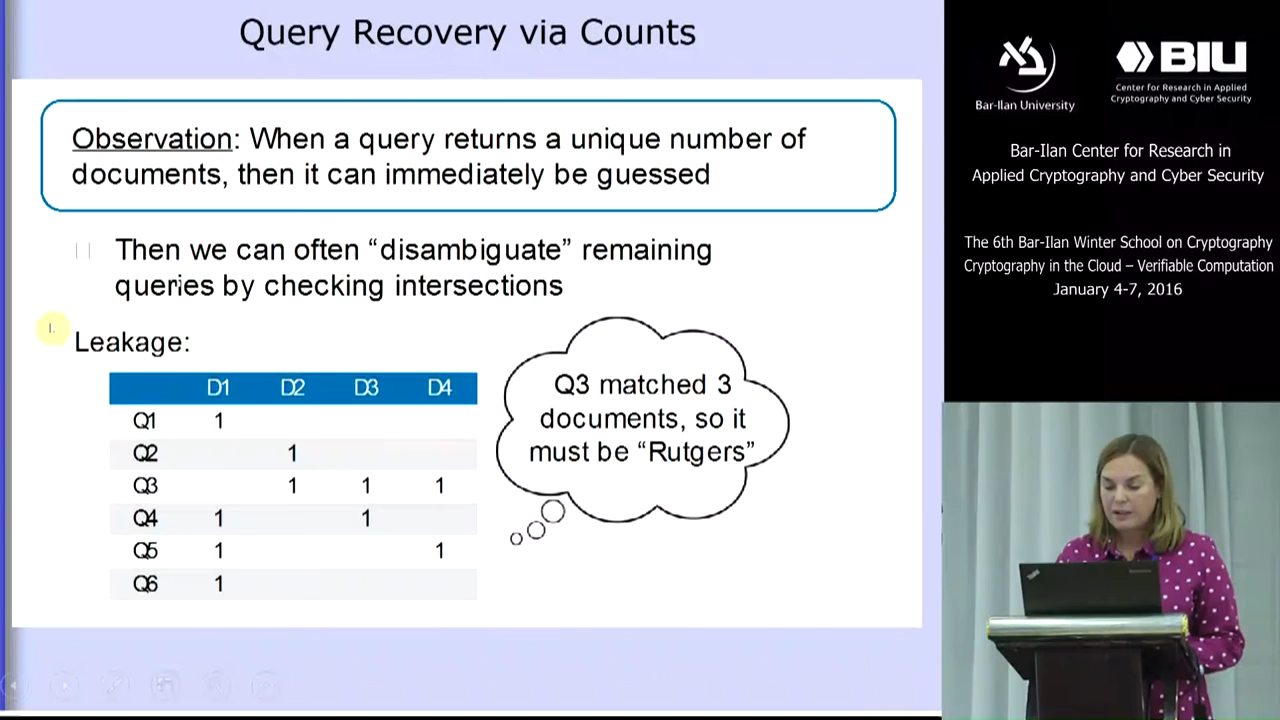 Query Recovery via Counts
Observation: When a query returns a unique number of
documents, then it can immediately be guessed
Then we can often “disambiguate” remaining
queries by checking intersections
Leakage:
D1 D2 D3 D4
Q1 1
Q2 1
Q3 1 1 1
Q4 1 1
Q5 1 1
Q6 1
Q3 matched 3
documents, so it
must be “Rutgers”
Bar-Ilan University
BIU
Center for Research in Applied
Cryptography and Cyber Security
Bar-Ilan Center for Research in
Applied Cryptography and Cyber Security
The 6th Bar-Ilan Winter School on Cryptography
Cryptography in the Cloud – Verifiable Computation
January 4-7, 2016